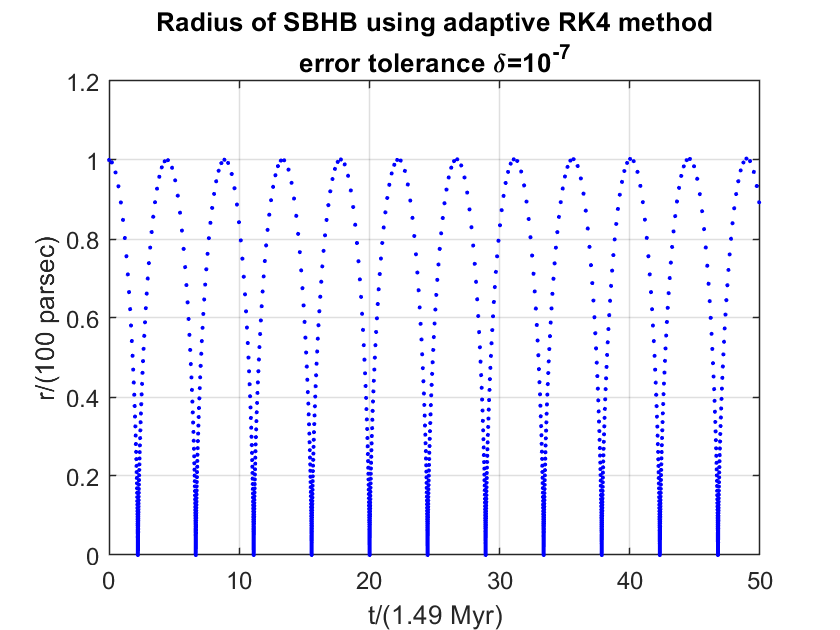 Radius of SBHB using adaptive RK4 method
error tolerance δ=10⁻⁷
1.2
1
0.8
0.6
0.4
0.2
0
r/(100 parsec)
0 10 20 30 40 50
t/(1.49 Myr)